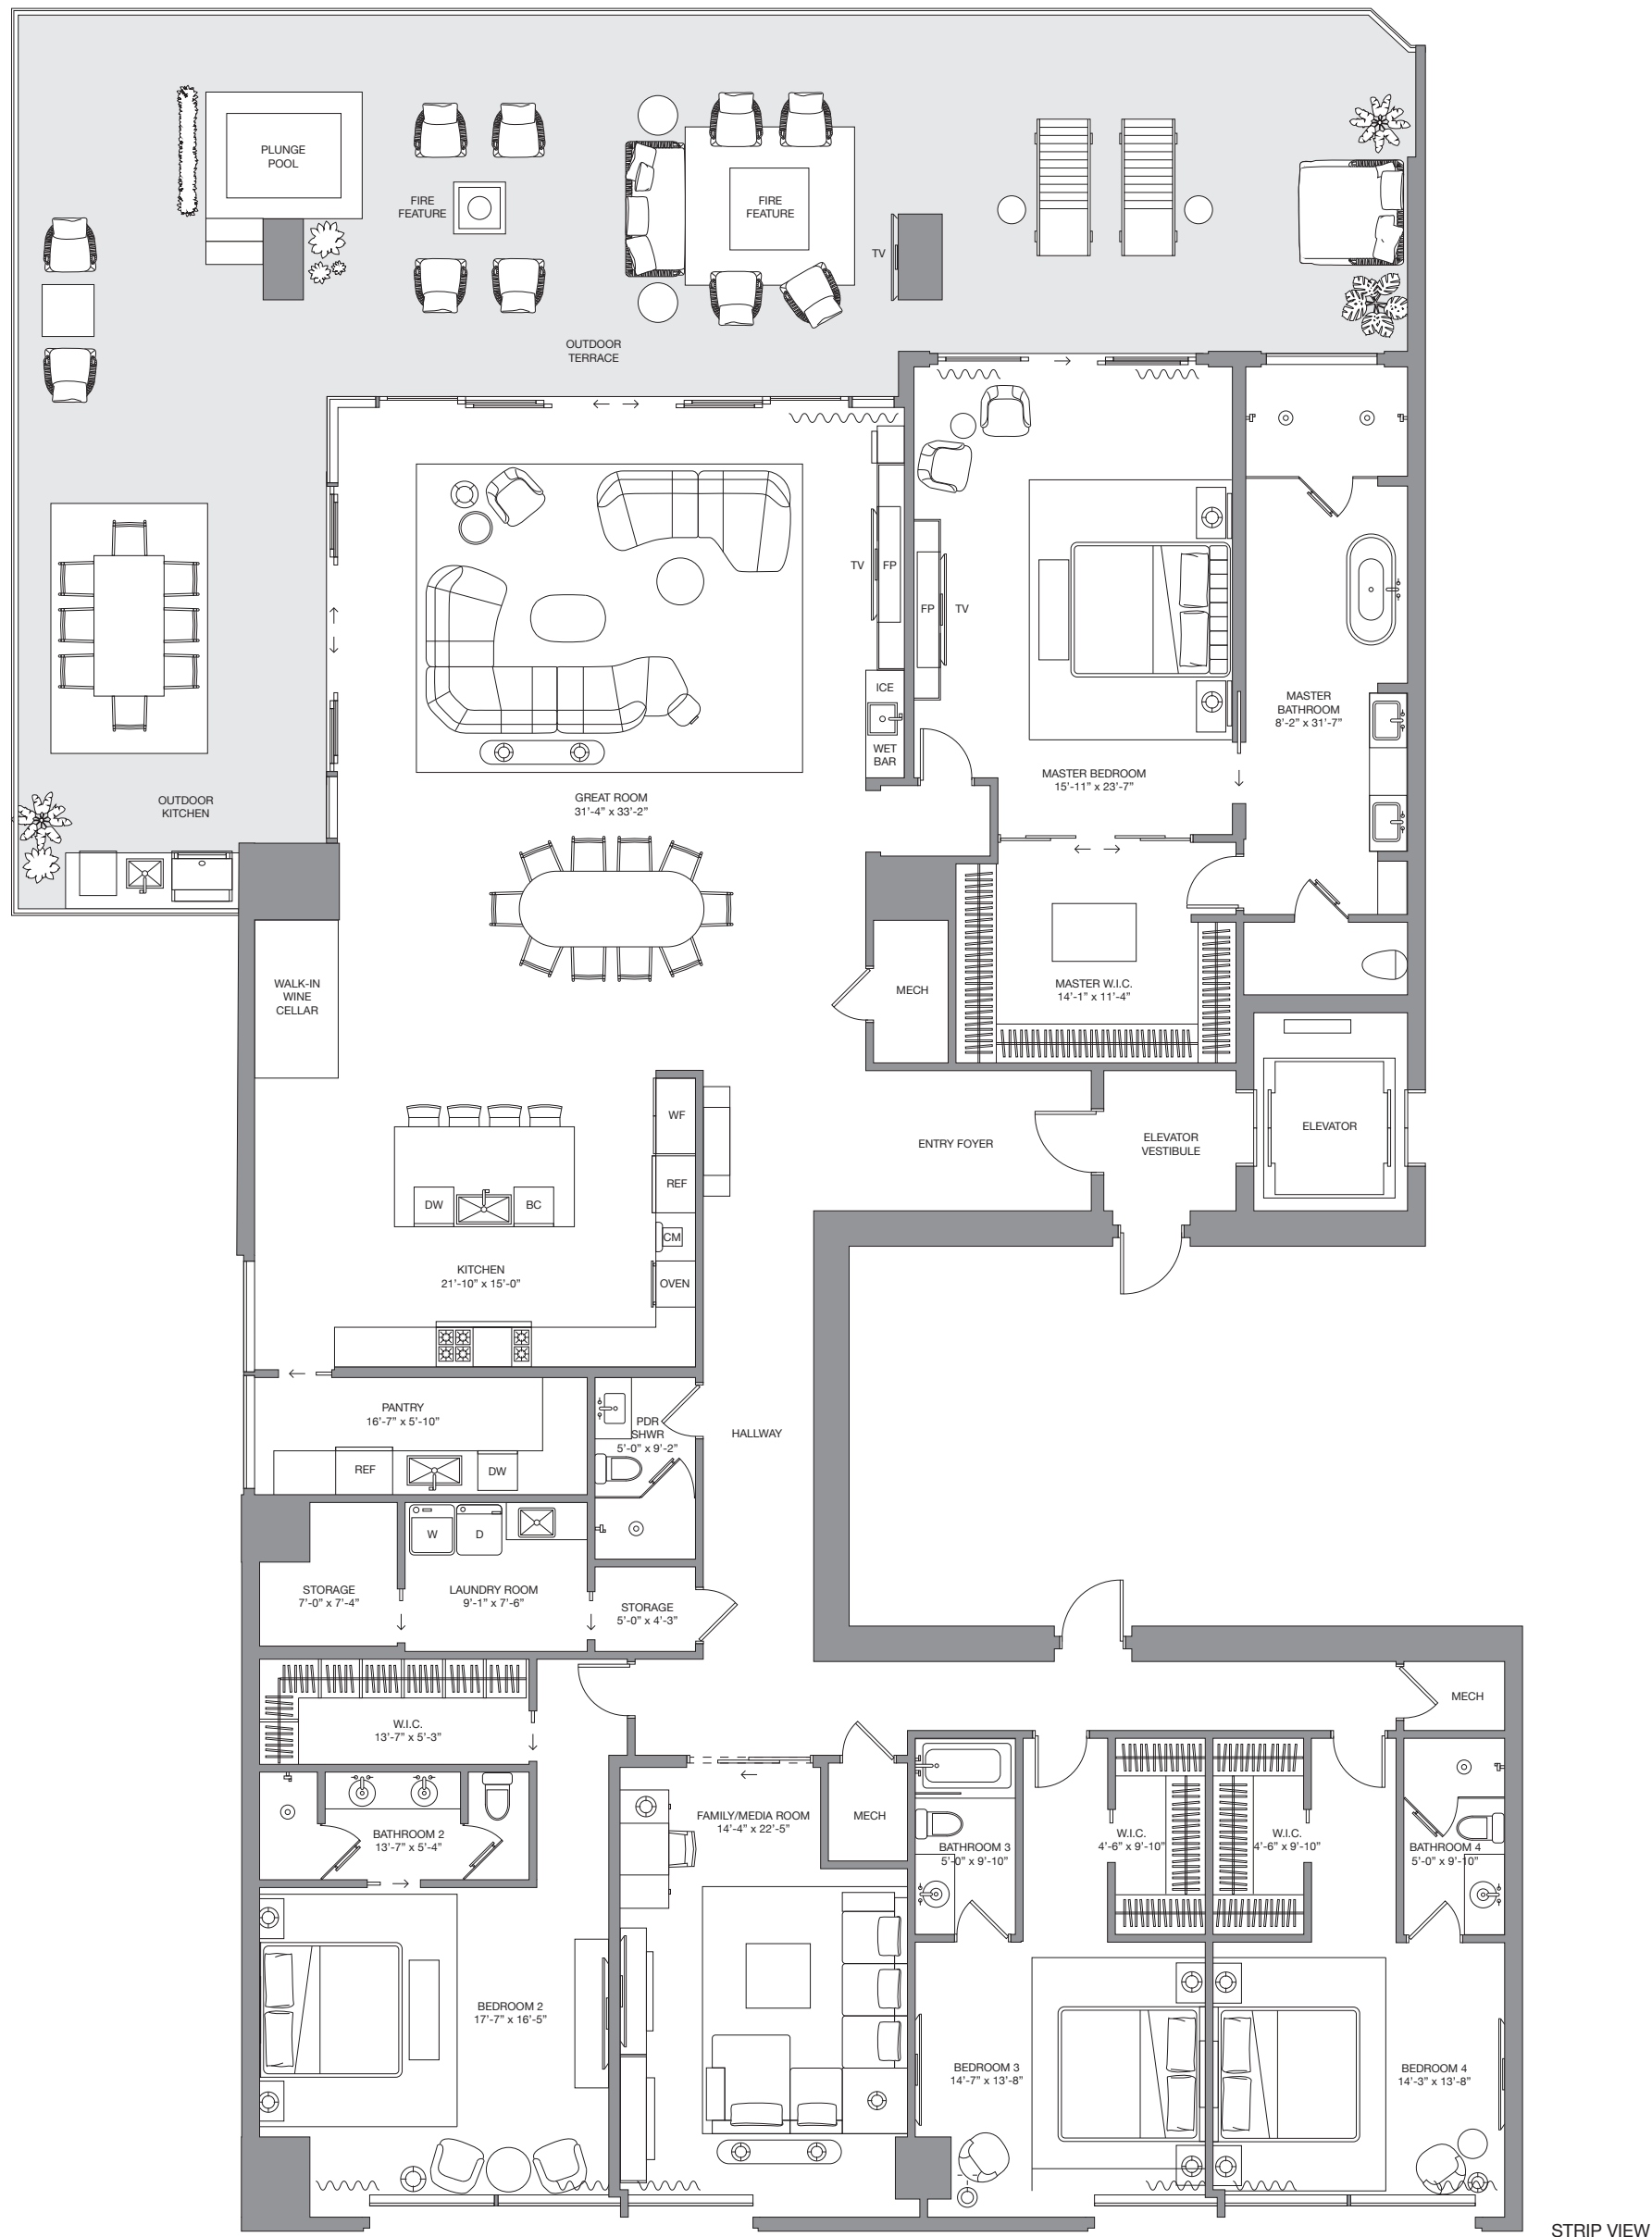 PLUNGE
POOL
FIRE
FEATURE
FIRE
FEATURE
TV
OUTDOOR
TERRACE
TV
FP
FP
TV
ICE
WET
BAR
MASTER
BATHROOM
8'-2" x 31'-7"
MASTER BEDROOM
15'-11" x 23'-7"
GREAT ROOM
31'-4" x 33'-2"
OUTDOOR
KITCHEN
WALK-IN
WINE
CELLAR
MECH
MASTER W.I.C.
14'-1" x 11'-4"
WF
REF
CM
OVEN
DW
BC
ENTRY FOYER
ELEVATOR
VESTIBULE
ELEVATOR
KITCHEN
21'-10" x 15'-0"
PANTRY
16'-7" x 5'-10"
REF
DW
PDR
SHWR
5'-0" x 9'-2"
HALLWAY
W
D
STORAGE
7'-0" x 7'-4"
LAUNDRY ROOM
9'-1" x 7'-6"
STORAGE
5'-0" x 4'-3"
W.I.C.
13'-7" x 5'-3"
MECH
BATHROOM 2
13'-7" x 5'-4"
FAMILY/MEDIA ROOM
14'-4" x 22'-5"
MECH
BATHROOM 3
5'-0" x 9'-10"
W.I.C.
4'-6" x 9'-10"
W.I.C.
4'-6" x 9'-10"
BATHROOM 4
5'-0" x 9'-10"
BEDROOM 2
17'-7" x 16'-5"
BEDROOM 3
14'-7" x 13'-8"
BEDROOM 4
14'-3" x 13'-8"
STRIP VIEW